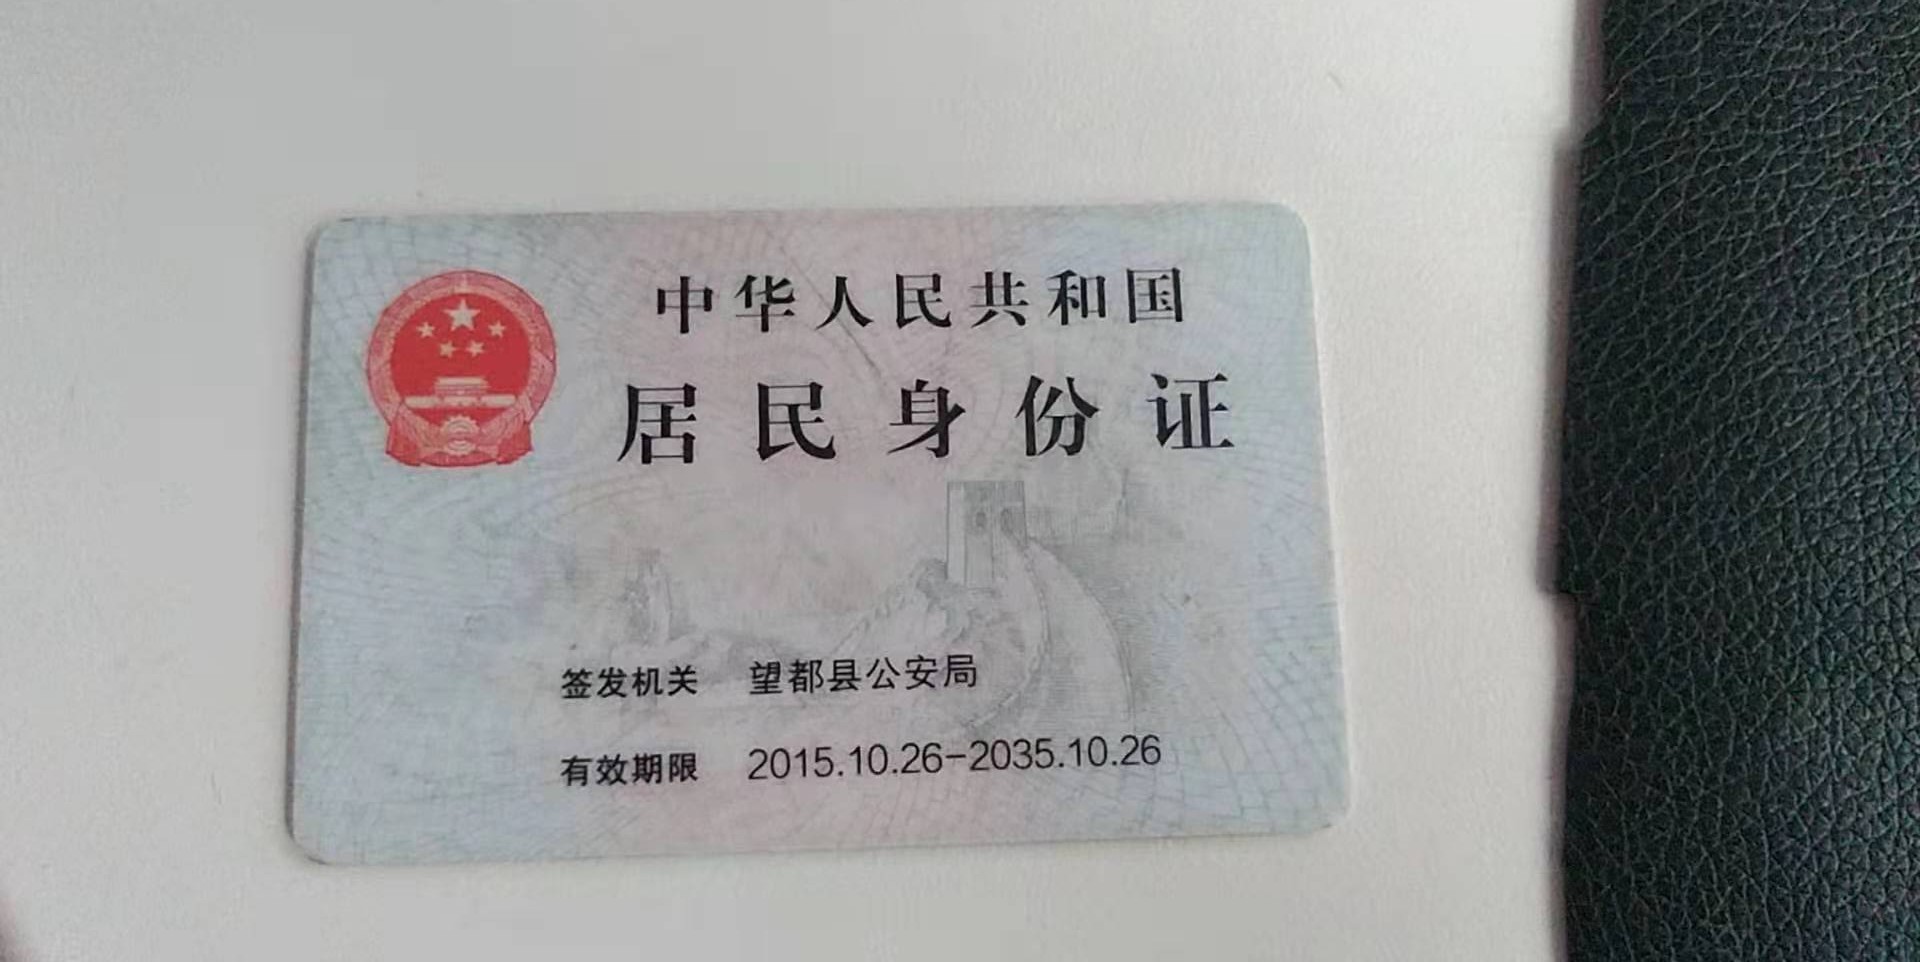 中华人民共和国
居民身份证
签发机关 望都县公安局
有效期限 2015.10.26-2035.10.26